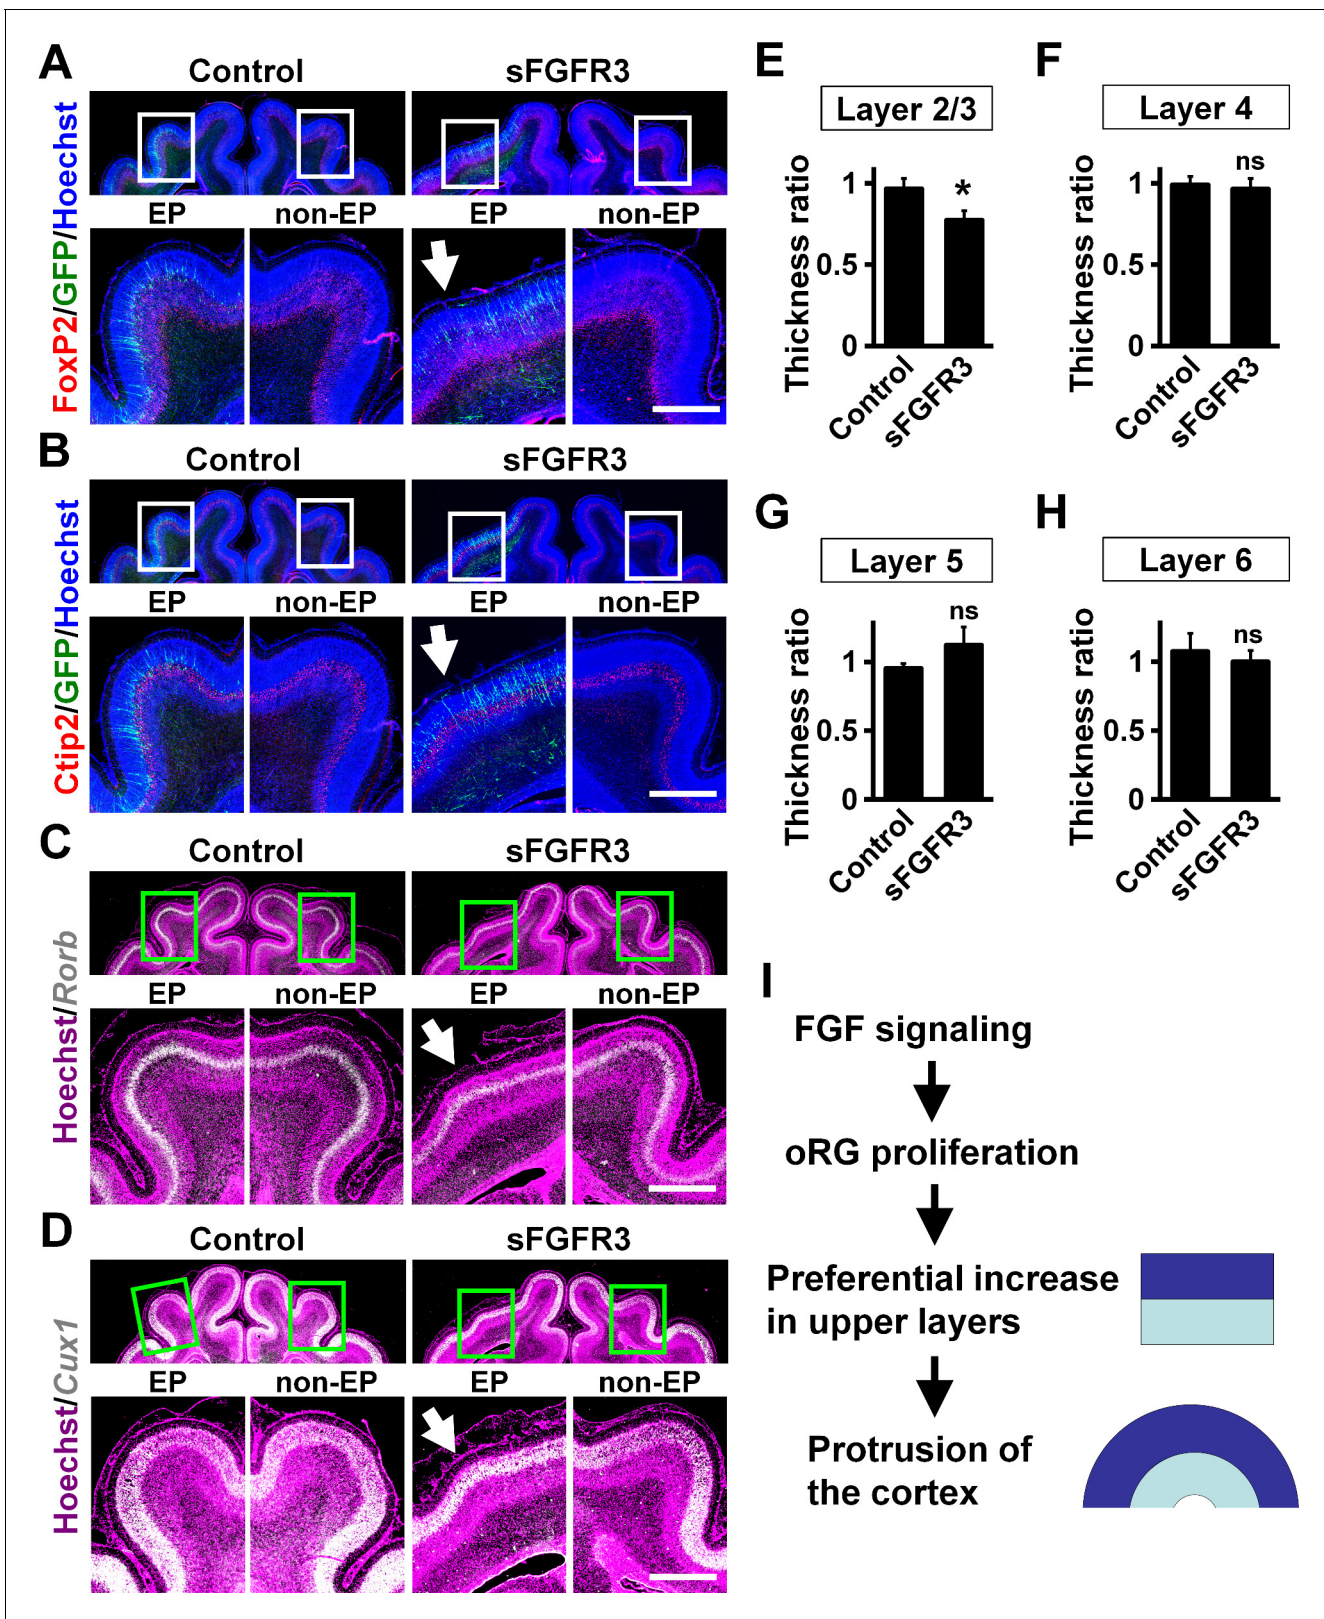 A
Control
sFGFR3
FoxP2/GFP/Hoechst
EP
non-EP
EP
non-EP
B
Control
sFGFR3
Ctip2/GFP/Hoechst
EP
non-EP
EP
non-EP
C
Control
sFGFR3
Hoechst/Rorb
EP
non-EP
EP
non-EP
D
Control
sFGFR3
Hoechst/Cux1
EP
non-EP
EP
non-EP
E
Layer 2/3
Thickness ratio
1
0.5
0
*
Control
sFGFR3
F
Layer 4
Thickness ratio
1
0.5
0
ns
Control
sFGFR3
G
Layer 5
Thickness ratio
1
0.5
0
ns
Control
sFGFR3
H
Layer 6
Thickness ratio
1
0.5
0
ns
Control
sFGFR3
I
FGF signaling
oRG proliferation
Preferential increase
in upper layers
Protrusion of
the cortex